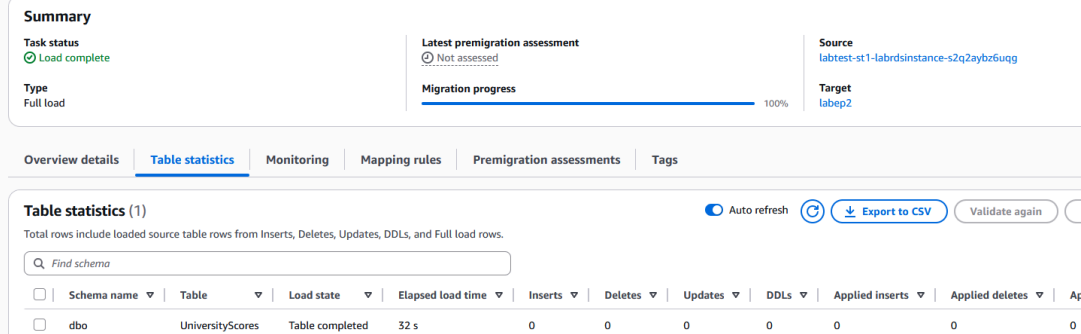 Summary
Task status Latest premigration assessment Source
Load complete Not assessed labtest-st1-labrdsinstance-s2q2aybz6uqg
Type Migration progress Target
Full load 100% labep2
Overview details Table statistics Monitoring Mapping rules Premigration assessments Tags
Table statistics (1) Auto refresh Export to CSV Validate again
Total rows include loaded source table rows from Inserts, Deletes, Updates, DDLs, and Full load rows.
Find schema
Schema name Table Load state Elapsed load time Inserts Deletes Updates DDLs Applied inserts Applied deletes Ap
dbo UniversityScores Table completed 32 s 0 0 0 0 0 0 0